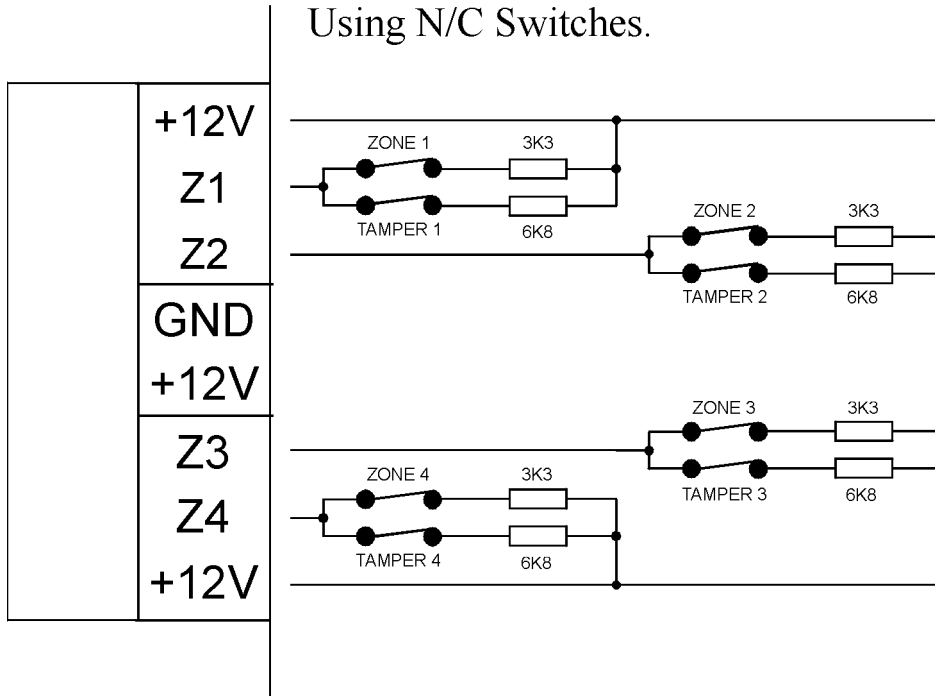 Using N/C Switches.
+12V
Z1
Z2
GND
+12V
Z3
Z4
+12V
ZONE 1 3K3
TAMPER 1 6K8
ZONE 2 3K3
TAMPER 2 6K8
ZONE 3 3K3
TAMPER 3 6K8
ZONE 4 3K3
TAMPER 4 6K8